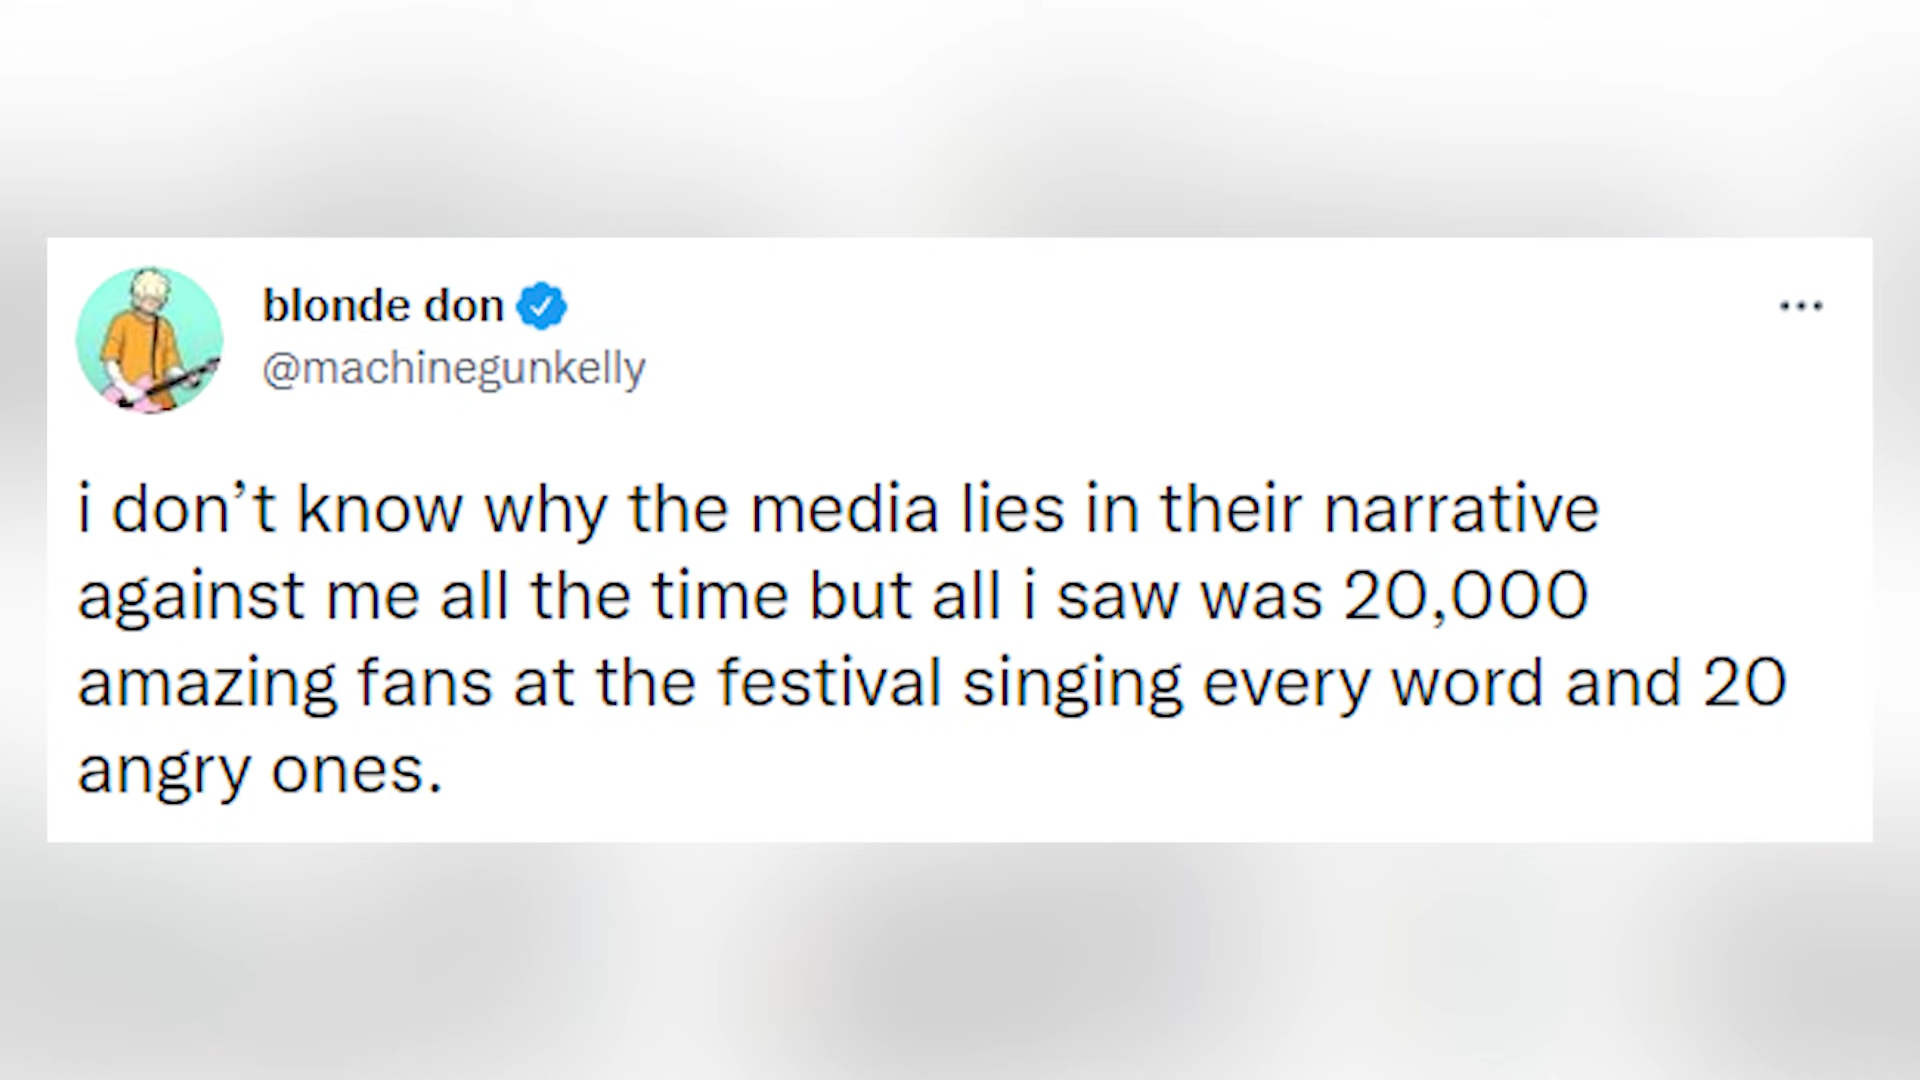 blonde don
@machinegunkelly
i don’t know why the media lies in their narrative
against me all the time but all i saw was 20,000
amazing fans at the festival singing every word and 20
angry ones.